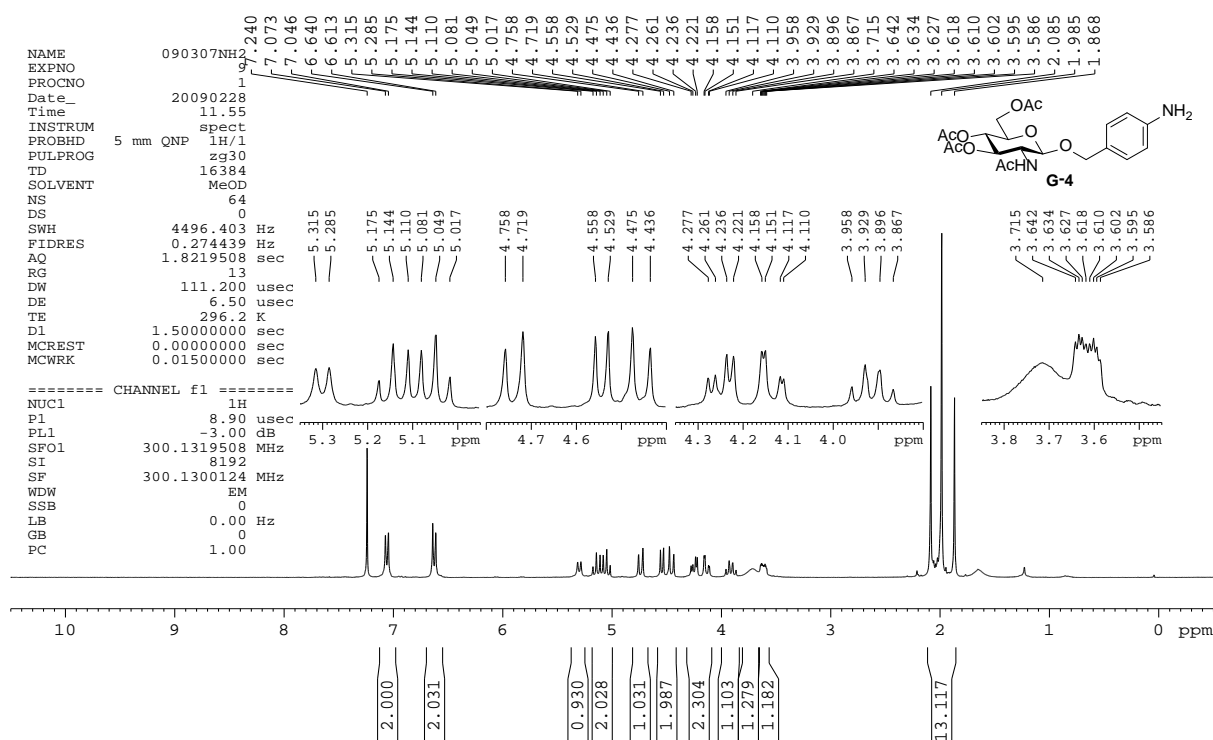 7.240 7.073 7.046 6.640 6.613 5.315 5.285 5.175 5.144 5.110 5.081 5.049 5.017 4.758 4.719 4.558 4.529 4.475 4.436 4.277 4.261 4.236 4.221 4.158 4.151 4.117 4.110 3.958 3.929 3.896 3.867 3.715 3.642 3.634 3.627 3.618 3.610 3.602 3.595 3.586 2.085 1.985 1.868
NAME 090307NH2
EXPNO 9
PROCNO 1
Date_ 20090228
Time 11.55
INSTRUM spect
PROBHD 5 mm QNP 1H/1
PULPROG zg30
TD 16384
SOLVENT MeOD
NS 64
DS 0
SWH 4496.403 Hz
FIDRES 0.274439 Hz
AQ 1.8219508 sec
RG 13
DW 111.200 usec
DE 6.50 usec
TE 296.2 K
D1 1.50000000 sec
MCREST 0.00000000 sec
MCWRK 0.01500000 sec
======== CHANNEL f1 ========
NUC1 1H
P1 8.90 usec
PL1 -3.00 dB
SFO1 300.1319508 MHz
SI 8192
SF 300.1300124 MHz
WDW EM
SSB 0
LB 0.00 Hz
GB 0
PC 1.00
OAc
NH2
AcO
O
AcO
O
AcHN
G-4
5.315 5.285 5.175 5.144 5.110 5.081 5.049 5.017
4.758 4.719 4.558 4.529 4.475 4.436
4.277 4.261 4.236 4.221 4.158 4.151 4.117 4.110 3.958 3.929 3.896 3.867
3.715 3.642 3.634 3.627 3.618 3.610 3.602 3.595 3.586
5.3 5.2 5.1 ppm
4.7 4.6 ppm
4.3 4.2 4.1 4.0 ppm
3.8 3.7 3.6 ppm
10 9 8 7 6 5 4 3 2 1 0 ppm
2.000 2.031 0.930 2.028 1.031 1.987 2.304 1.103 1.279 1.182 13.117